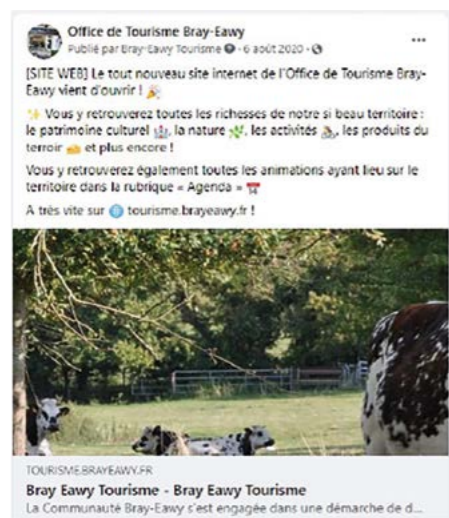 Office de Tourisme Bray-Eawy
Publié par Bray-Eawy Tourisme · 6 août 2020 ·
[SITE WEB] Le tout nouveau site internet de l'Office de Tourisme Bray-
Eawy vient d'ouvrir ! 🎉
✨ Vous y retrouverez toutes les richesses de notre si beau territoire :
le patrimoine culturel 🏰, la nature 🌿, les activités 🚴, les produits du
terroir 🧀 et plus encore !
Vous y retrouverez également toutes les animations ayant lieu sur le
territoire dans la rubrique « Agenda » 📅
A très vite sur 🌐 tourisme.brayeawy.fr !
TOURISME.BRAYEAWY.FR
Bray Eawy Tourisme - Bray Eawy Tourisme
La Communauté Bray-Eawy s'est engagée dans une démarche de d...